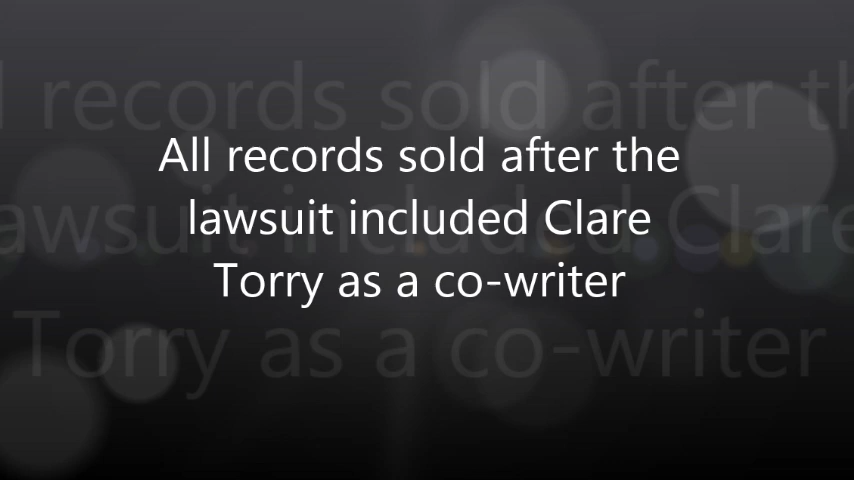 All records sold after the
lawsuit included Clare
Torry as a co-writer